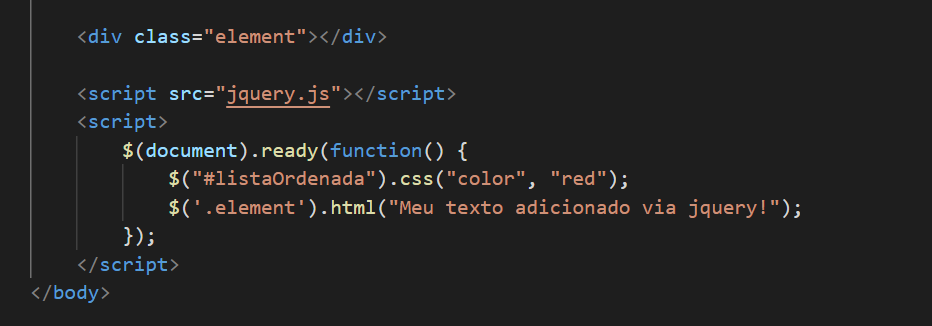 <div class="element"></div>
<script src="jquery.js"></script>
<script>
$(document).ready(function() {
$("#listaOrdenada").css("color", "red");
$('.element').html("Meu texto adicionado via jquery!");
});
</script>
</body>